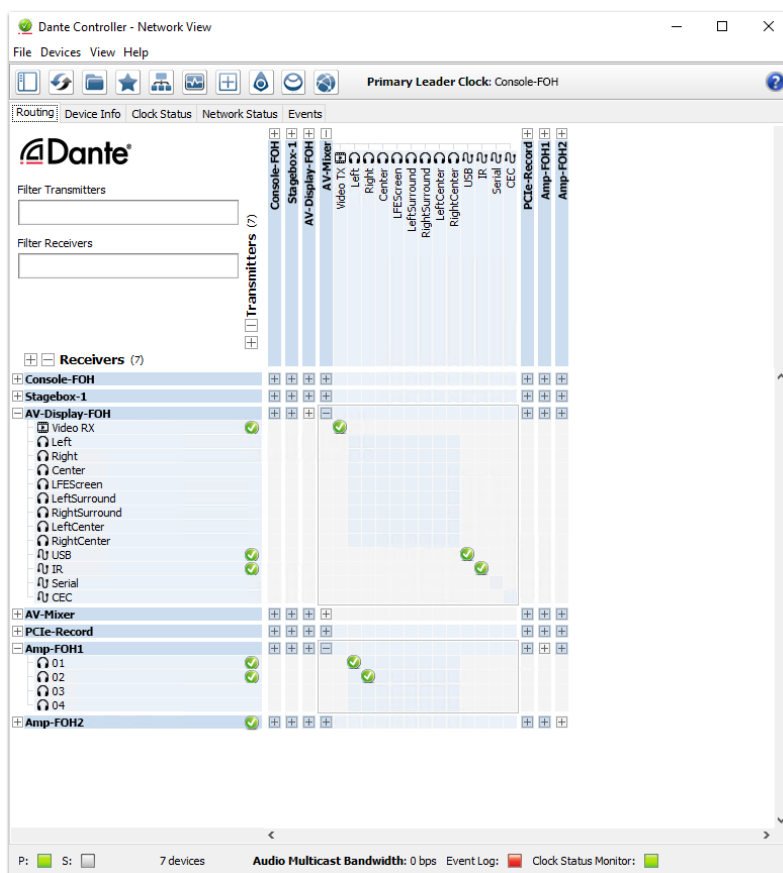 Dante Controller - Network View
File Devices View Help
Primary Leader Clock: Console-FOH
Routing Device Info Clock Status Network Status Events
Dante
Filter Transmitters
Filter Receivers
Transmitters (7)
Console-FOH
Stagebox-1
AV-Display-FOH
AV-Mixer
Video TX
Left
Right
Center
LFEScreen
LeftSurround
RightSurround
LeftCenter
RightCenter
USB
IR
Serial
CEC
PCIe-Record
Amp-FOH1
Amp-FOH2
Receivers (7)
Console-FOH
Stagebox-1
AV-Display-FOH
Video RX
Left
Right
Center
LFEScreen
LeftSurround
RightSurround
LeftCenter
RightCenter
USB
IR
Serial
CEC
AV-Mixer
PCIe-Record
Amp-FOH1
01
02
03
04
Amp-FOH2
P: S: 7 devices Audio Multicast Bandwidth: 0 bps Event Log: Clock Status Monitor: